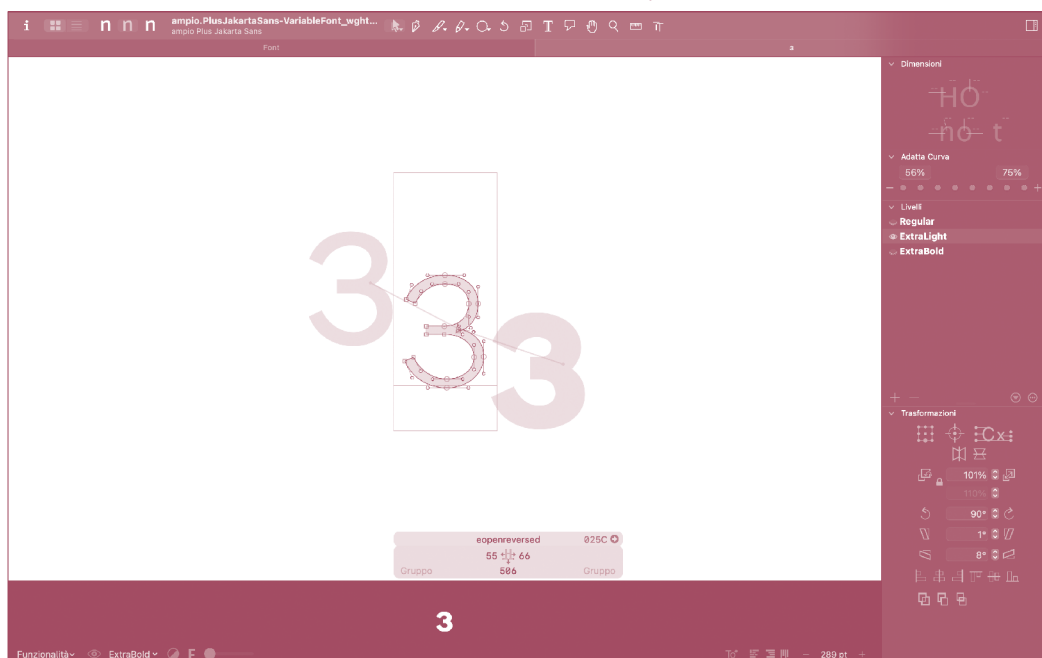 i n n n ampio.PlusJakartaSans-VariableFont_wght... T
ampio Plus Jakarta Sans
Font a
Dimensioni
HO
no t
Adatta Curva
56% 75%
Livelli
Regular
ExtraLight
ExtraBold
3
3
3
Trasformazioni
Cx
101%
110%
90°
1°
8°
eopenreversed 025C
55 66
Gruppo 506 Gruppo
3
Funzionalità ExtraBold F 289 pt